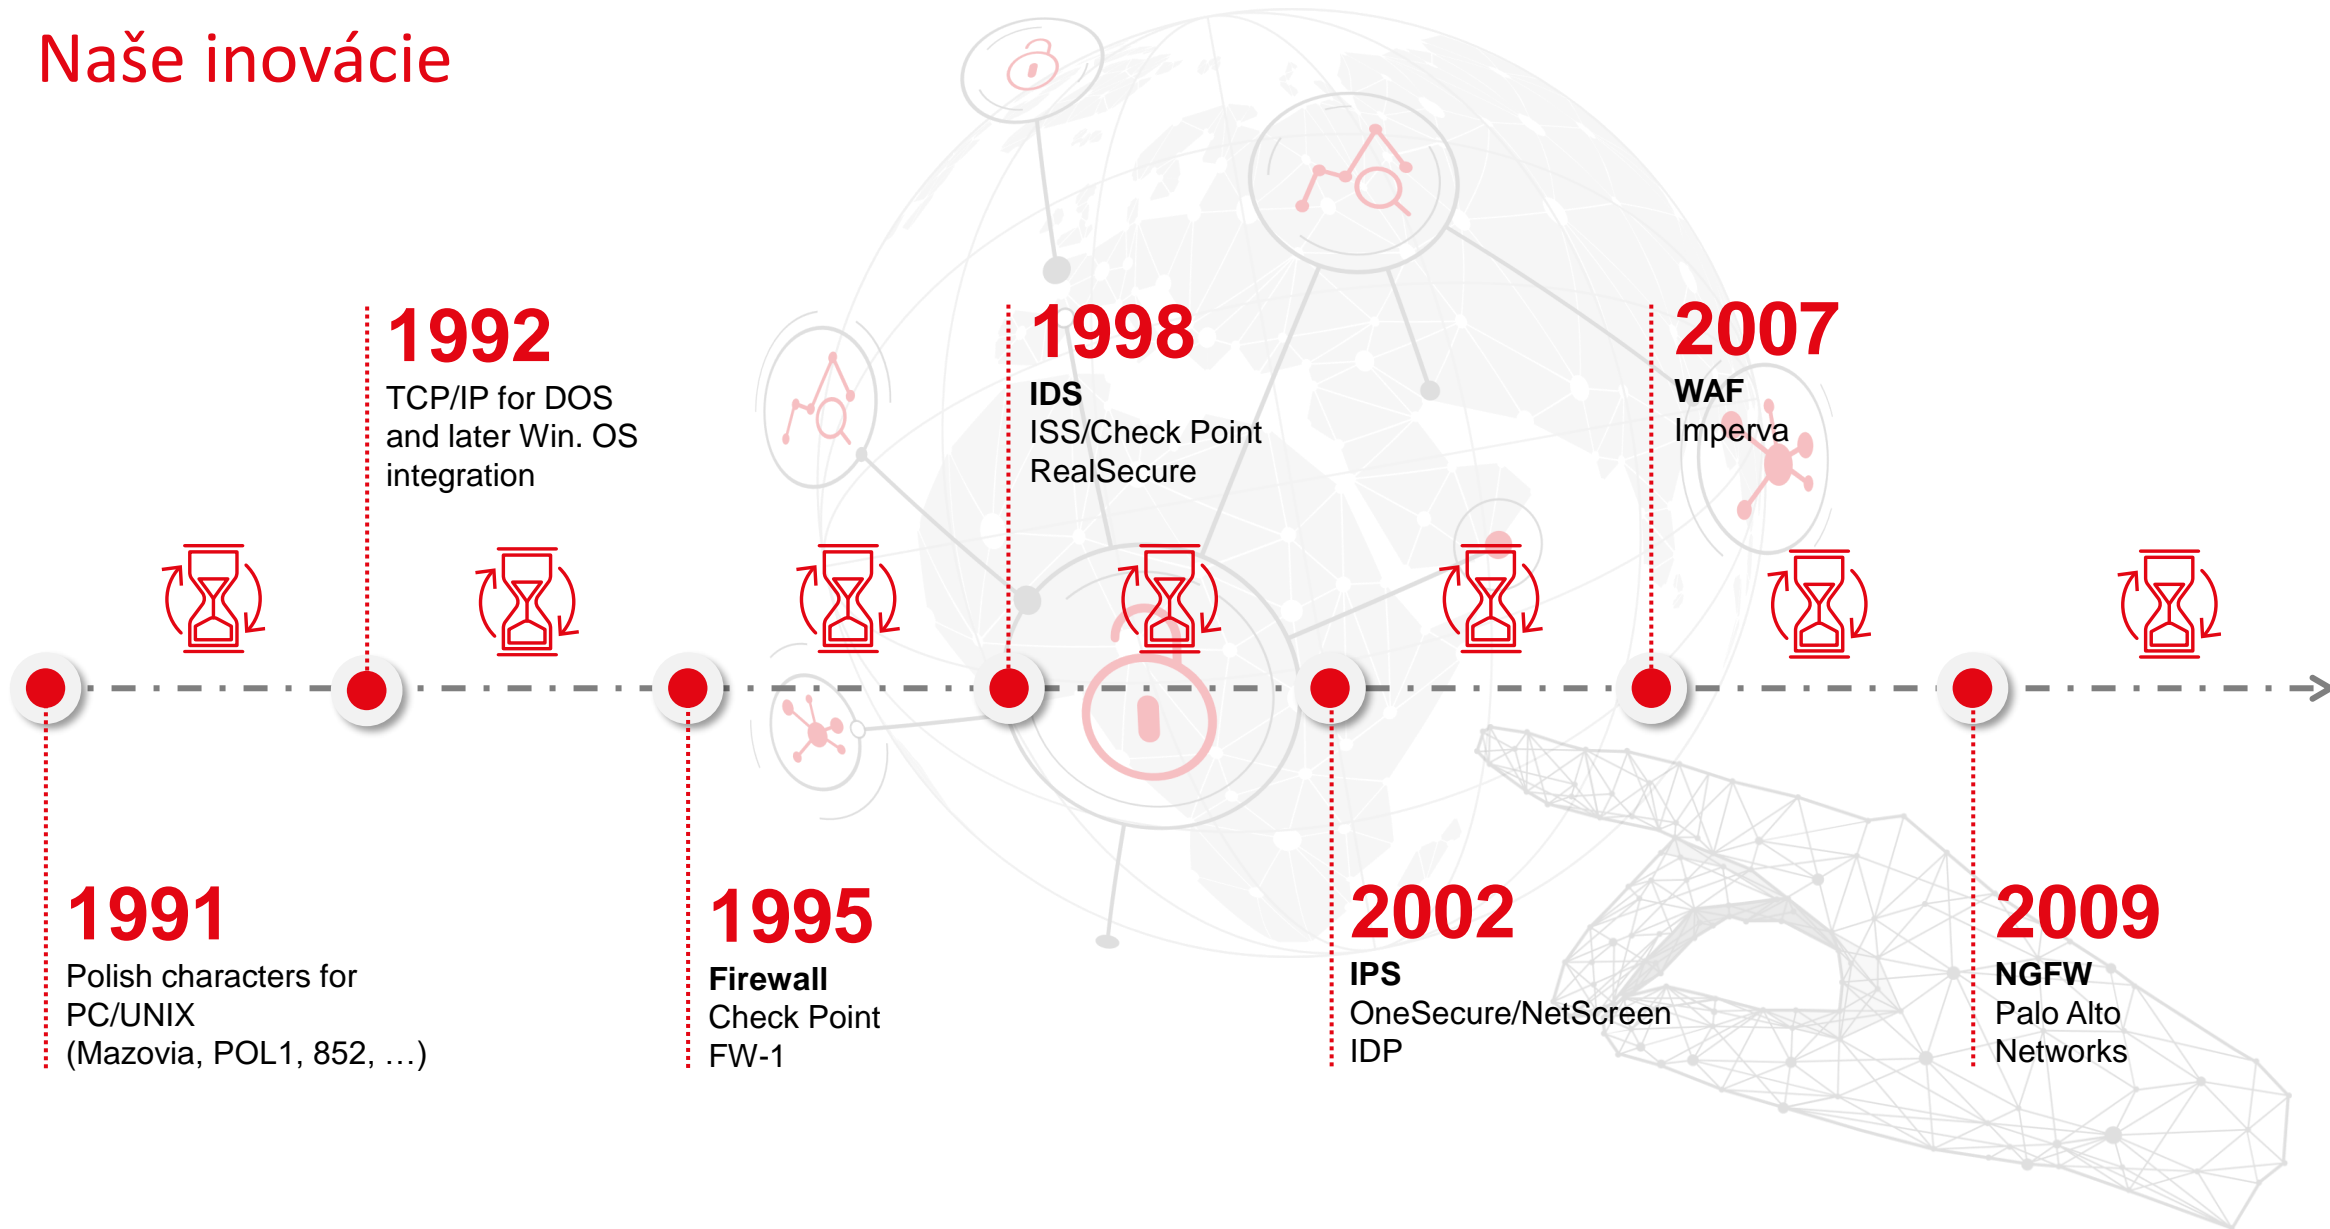 Naše inovácie
1991
Polish characters for
PC/UNIX
(Mazovia, POL1, 852, …)
1992
TCP/IP for DOS
and later Win. OS
integration
1995
Firewall
Check Point
FW-1
1998
IDS
ISS/Check Point
RealSecure
2002
IPS
OneSecure/NetScreen
IDP
2007
WAF
Imperva
2009
NGFW
Palo Alto
Networks